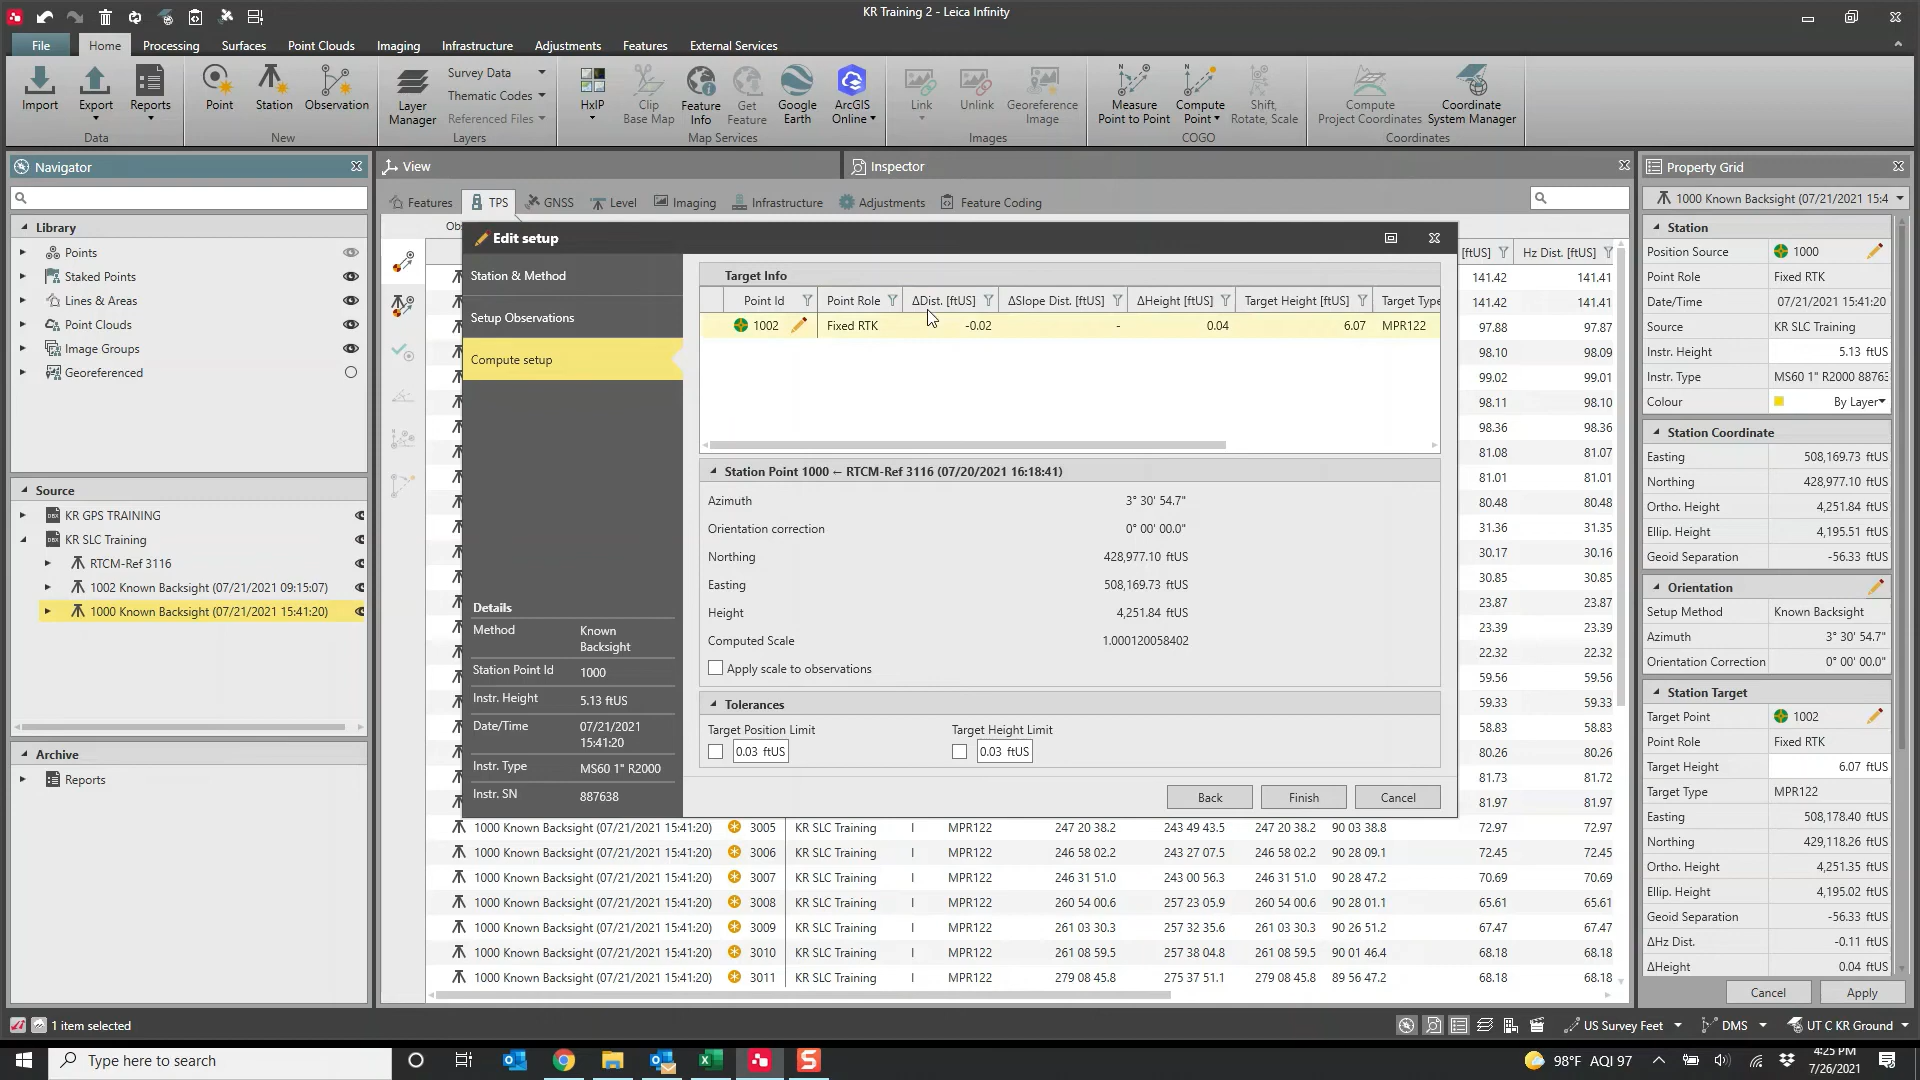 KR Training 2 - Leica Infinity
File Home Processing Surfaces Point Clouds Imaging Infrastructure Adjustments Features External Services
Import Export Reports Point Station Observation Layer Manager Survey Data Thematic Codes Referenced Files HxIP Clip Base Map Feature Info Get Feature Google Earth ArcGIS Online Link Unlink Georeference Image Measure Point to Point Compute Point Shift, Rotate, Scale Compute Project Coordinates Coordinate System Manager
Data New Layers Map Services Images COGO Coordinates
Navigator
Library
Points
Staked Points
Lines & Areas
Point Clouds
Image Groups
Georeferenced
Source
KR GPS TRAINING
KR SLC Training
RTCM-Ref 3116
1002 Known Backsight (07/21/2021 09:15:07)
1000 Known Backsight (07/21/2021 15:41:20)
Archive
Reports
View
Inspector
Features TPS GNSS Level Imaging Infrastructure Adjustments Feature Coding
Edit setup
Station & Method
Setup Observations
Compute setup
Details
Method Known Backsight
Station Point Id 1000
Instr. Height 5.13 ftUS
Date/Time 07/21/2021 15:41:20
Instr. Type MS60 1" R2000
Instr. SN 887638
Target Info
Point Id Point Role ΔDist. [ftUS] ΔSlope Dist. [ftUS] ΔHeight [ftUS] Target Height [ftUS] Target Type
1002 Fixed RTK -0.02 - 0.04 6.07 MPR122
Station Point 1000 ← RTCM-Ref 3116 (07/20/2021 16:18:41)
Azimuth 3° 30' 54.7"
Orientation correction 0° 00' 00.0"
Northing 428,977.10 ftUS
Easting 508,169.73 ftUS
Height 4,251.84 ftUS
Computed Scale 1.000120058402
Apply scale to observations
Tolerances
Target Position Limit Target Height Limit
0.03 ftUS 0.03 ftUS
Back Finish Cancel
[ftUS] Hz Dist. [ftUS]
141.42 141.41
141.42 141.41
97.88 97.87
98.10 98.09
99.02 99.01
98.11 98.10
98.36 98.36
81.08 81.07
81.01 81.01
80.48 80.48
31.36 31.35
30.17 30.16
30.85 30.85
23.87 23.87
23.39 23.39
22.32 22.32
59.56 59.56
59.33 59.33
58.83 58.83
80.26 80.26
81.73 81.72
81.97 81.97
1000 Known Backsight (07/21/2021 15:41:20) 3005 KR SLC Training I MPR122 247 20 38.2 243 49 43.5 247 20 38.2 90 03 38.8 72.97 72.97
1000 Known Backsight (07/21/2021 15:41:20) 3006 KR SLC Training I MPR122 246 58 02.2 243 27 07.5 246 58 02.2 90 28 09.1 72.45 72.45
1000 Known Backsight (07/21/2021 15:41:20) 3007 KR SLC Training I MPR122 246 31 51.0 243 00 56.3 246 31 51.0 90 28 47.2 70.69 70.69
1000 Known Backsight (07/21/2021 15:41:20) 3008 KR SLC Training I MPR122 260 54 00.6 257 23 05.9 260 54 00.6 90 28 01.1 65.61 65.61
1000 Known Backsight (07/21/2021 15:41:20) 3009 KR SLC Training I MPR122 261 03 30.3 257 32 35.6 261 03 30.3 90 26 51.2 67.47 67.47
1000 Known Backsight (07/21/2021 15:41:20) 3010 KR SLC Training I MPR122 261 08 59.5 257 38 04.8 261 08 59.5 90 01 46.4 68.18 68.18
1000 Known Backsight (07/21/2021 15:41:20) 3011 KR SLC Training I MPR122 279 08 45.8 275 37 51.1 279 08 45.8 89 56 47.2 68.18 68.18
Property Grid
1000 Known Backsight (07/21/2021 15:4
Station
Position Source 1000
Point Role Fixed RTK
Date/Time 07/21/2021 15:41:20
Source KR SLC Training
Instr. Height 5.13 ftUS
Instr. Type MS60 1" R2000 8876
Colour By Layer
Station Coordinate
Easting 508,169.73 ftUS
Northing 428,977.10 ftUS
Ortho. Height 4,251.84 ftUS
Ellip. Height 4,195.51 ftUS
Geoid Separation -56.33 ftUS
Orientation
Setup Method Known Backsight
Azimuth 3° 30' 54.7"
Orientation Correction 0° 00' 00.0"
Station Target
Target Point 1002
Point Role Fixed RTK
Target Height 6.07 ftUS
Target Type MPR122
Easting 508,178.40 ftUS
Northing 429,118.26 ftUS
Ortho. Height 4,251.35 ftUS
Ellip. Height 4,195.02 ftUS
Geoid Separation -56.33 ftUS
ΔHz Dist. -0.11 ftUS
ΔHeight 0.04 ftUS
Cancel Apply
1 item selected
US Survey Feet DMS UT C KR Ground
Type here to search
98°F AQI 97
4:25 PM
7/26/2021